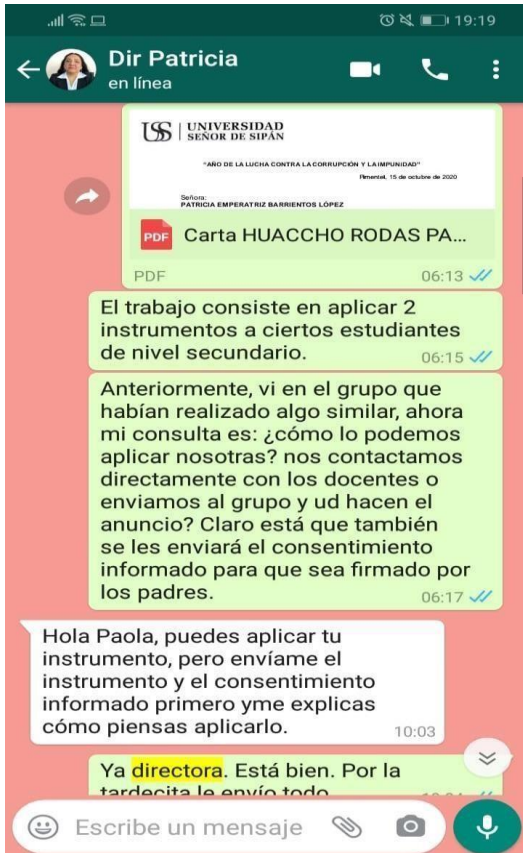 19:19
Dir Patricia
en línea
USS | UNIVERSIDAD
SEÑOR DE SIPÁN
"AÑO DE LA LUCHA CONTRA LA CORRUPCIÓN Y LA IMPUNIDAD"
Pimentel, 15 de octubre de 2020
Señora:
PATRICIA EMPERATRIZ BARRIENTOS LÓPEZ
PDF Carta HUACCHO RODAS PA...
PDF 06:13
El trabajo consiste en aplicar 2
instrumentos a ciertos estudiantes
de nivel secundario.
06:15
Anteriormente, vi en el grupo que
habían realizado algo similar, ahora
mi consulta es: ¿cómo lo podemos
aplicar nosotras? nos contactamos
directamente con los docentes o
enviamos al grupo y ud hacen el
anuncio? Claro está que también
se les enviará el consentimiento
informado para que sea firmado por
los padres.
06:17
Hola Paola, puedes aplicar tu
instrumento, pero envíame el
instrumento y el consentimiento
informado primero yme explicas
cómo piensas aplicarlo.
10:03
Ya directora. Está bien. Por la
tardecita le envío todo
Escribe un mensaje